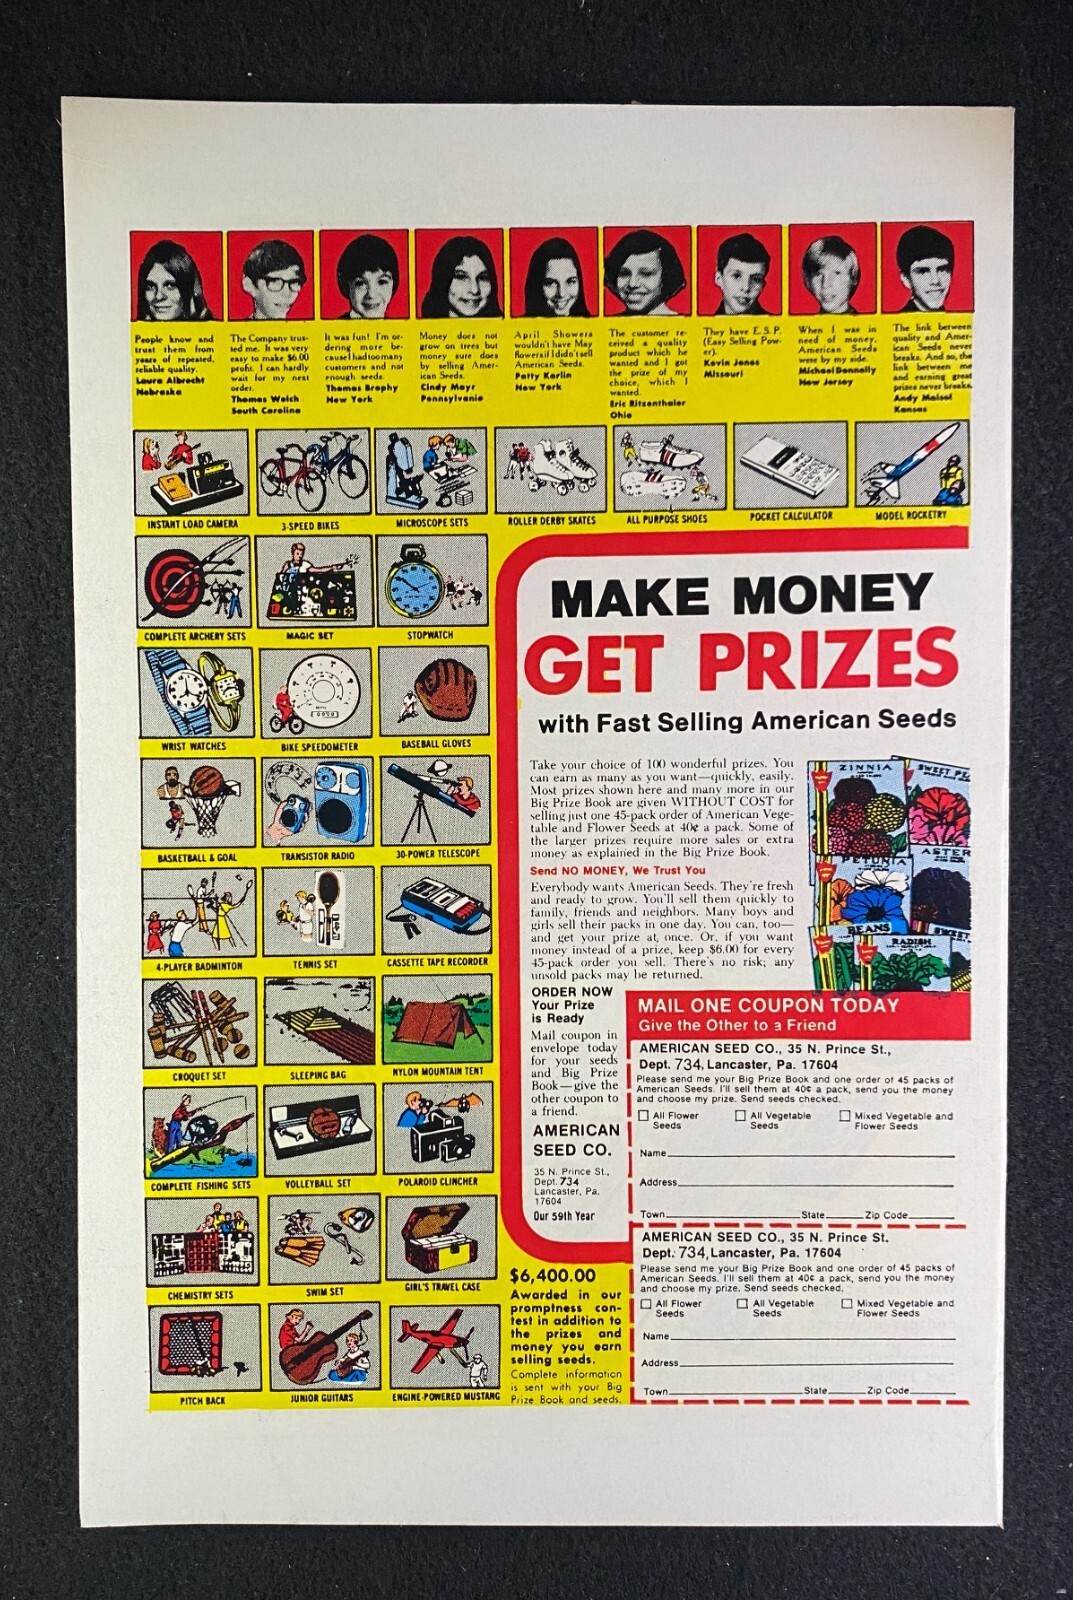 People know and
trust them from
years of repeated,
reliable quality.
Laura Albrecht
Nebraska
The Company trus-
ted me. It was very
easy to make $6.00
profit. I can hardly
wait for my next
order.
Thomas Welch
South Carolina
It was fun! I'm or-
dering more be-
cause I had too many
customers and not
enough seeds.
Thomas Brophy
New York
Money does not
grow on trees but
money sure does
by selling Amer-
ican Seeds.
Cindy Mayr
Pennsylvania
April Showers
wouldn't have May
flowers if I didn't sell
American Seeds.
Patty Karlin
New York
The customer re-
ceived a quality
product which he
wanted and I got
the prize of my
choice, which I
wanted.
Eric Ritzenthaler
Ohio
They have E.S.P.
(Easy Selling Pow-
er).
Kevin Jones
Missouri
When I was in
need of money,
American Seeds
were by my side.
Michael Donnelly
New Jersey
The link between
quality and Amer-
ican Seeds never
breaks. And so, the
link between me
and earning great
prizes never breaks.
Andy Maisel
Kansas
INSTANT LOAD CAMERA
3-SPEED BIKES
MICROSCOPE SETS
ROLLER DERBY SKATES
ALL PURPOSE SHOES
POCKET CALCULATOR
MODEL ROCKETRY
COMPLETE ARCHERY SETS
MAGIC SET
STOPWATCH
WRIST WATCHES
BIKE SPEEDOMETER
BASEBALL GLOVES
BASKETBALL & GOAL
TRANSISTOR RADIO
30-POWER TELESCOPE
4-PLAYER BADMINTON
TENNIS SET
CASSETTE TAPE RECORDER
CROQUET SET
SLEEPING BAG
NYLON MOUNTAIN TENT
COMPLETE FISHING SETS
VOLLEYBALL SET
POLAROID CLINCHER
CHEMISTRY SETS
SWIM SET
GIRL'S TRAVEL CASE
PITCH BACK
JUNIOR GUITARS
ENGINE-POWERED MUSTANG
MAKE MONEY
GET PRIZES
with Fast Selling American Seeds
Take your choice of 100 wonderful prizes. You
can earn as many as you want—quickly, easily.
Most prizes shown here and many more in our
Big Prize Book are given WITHOUT COST for
selling just one 45-pack order of American Vege-
table and Flower Seeds at 40¢ a pack. Some of
the larger prizes require more sales or extra
money as explained in the Big Prize Book.
Send NO MONEY, We Trust You
Everybody wants American Seeds. They're fresh
and ready to grow. You'll sell them quickly to
family, friends and neighbors. Many boys and
girls sell their packs in one day. You can, too—
and get your prize at once. Or, if you want
money instead of a prize, keep $6.00 for every
45-pack order you sell. There's no risk; any
unsold packs may be returned.
ZINNIA
SWEET PE
ASTER
PETUNIA
BEANS
SWEET
RADISH
ORDER NOW
Your Prize
is Ready
Mail coupon in
envelope today
for your seeds
and Big Prize
Book—give the
other coupon to
a friend.
AMERICAN
SEED CO.
35 N. Prince St.,
Dept. 734
Lancaster, Pa.
17604
Our 59th Year
MAIL ONE COUPON TODAY
Give the Other to a Friend
AMERICAN SEED CO., 35 N. Prince St.,
Dept. 734, Lancaster, Pa. 17604
Please send me your Big Prize Book and one order of 45 packs of
American Seeds. I'll sell them at 40¢ a pack, send you the money
and choose my prize. Send seeds checked.
All Flower Seeds
All Vegetable Seeds
Mixed Vegetable and Flower Seeds
Name
Address
Town State Zip Code
AMERICAN SEED CO., 35 N. Prince St.
Dept. 734, Lancaster, Pa. 17604
Please send me your Big Prize Book and one order of 45 packs of
American Seeds. I'll sell them at 40¢ a pack, send you the money
and choose my prize. Send seeds checked.
All Flower Seeds
All Vegetable Seeds
Mixed Vegetable and Flower Seeds
Name
Address
Town State Zip Code
$6,400.00
Awarded in our
promptness con-
test in addition to
the prizes and
money you earn
selling seeds.
Complete information
is sent with your Big
Prize Book and seeds.